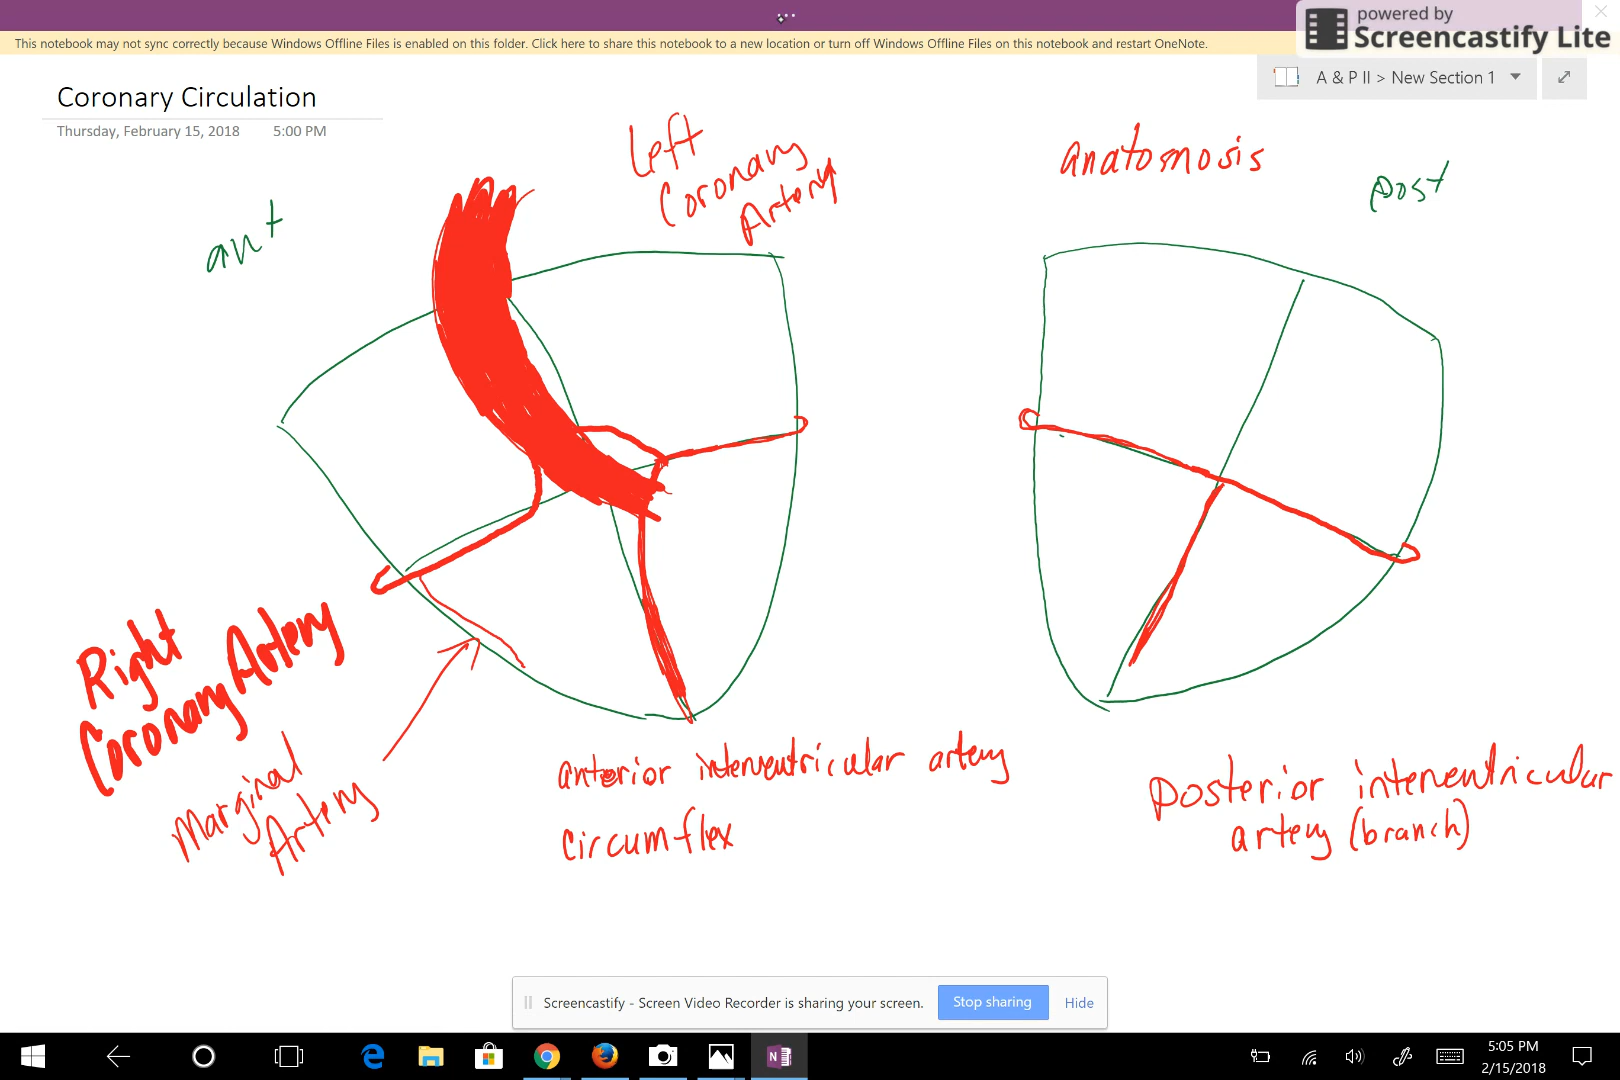 powered by
Screencastify Lite
This notebook may not sync correctly because Windows Offline Files is enabled on this folder. Click here to share this notebook to a new location or turn off Windows Offline Files on this notebook and restart OneNote.
A & P II > New Section 1
Coronary Circulation
Thursday, February 15, 2018 5:00 PM
ant
Left
Coronary
Artery
anatomosis
post
Right
Coronary Artery
Marginal
Artery
anterior interventricular artery
circumflex
posterior interventricular
artery (branch)
Screencastify - Screen Video Recorder is sharing your screen. Stop sharing Hide
5:05 PM
2/15/2018